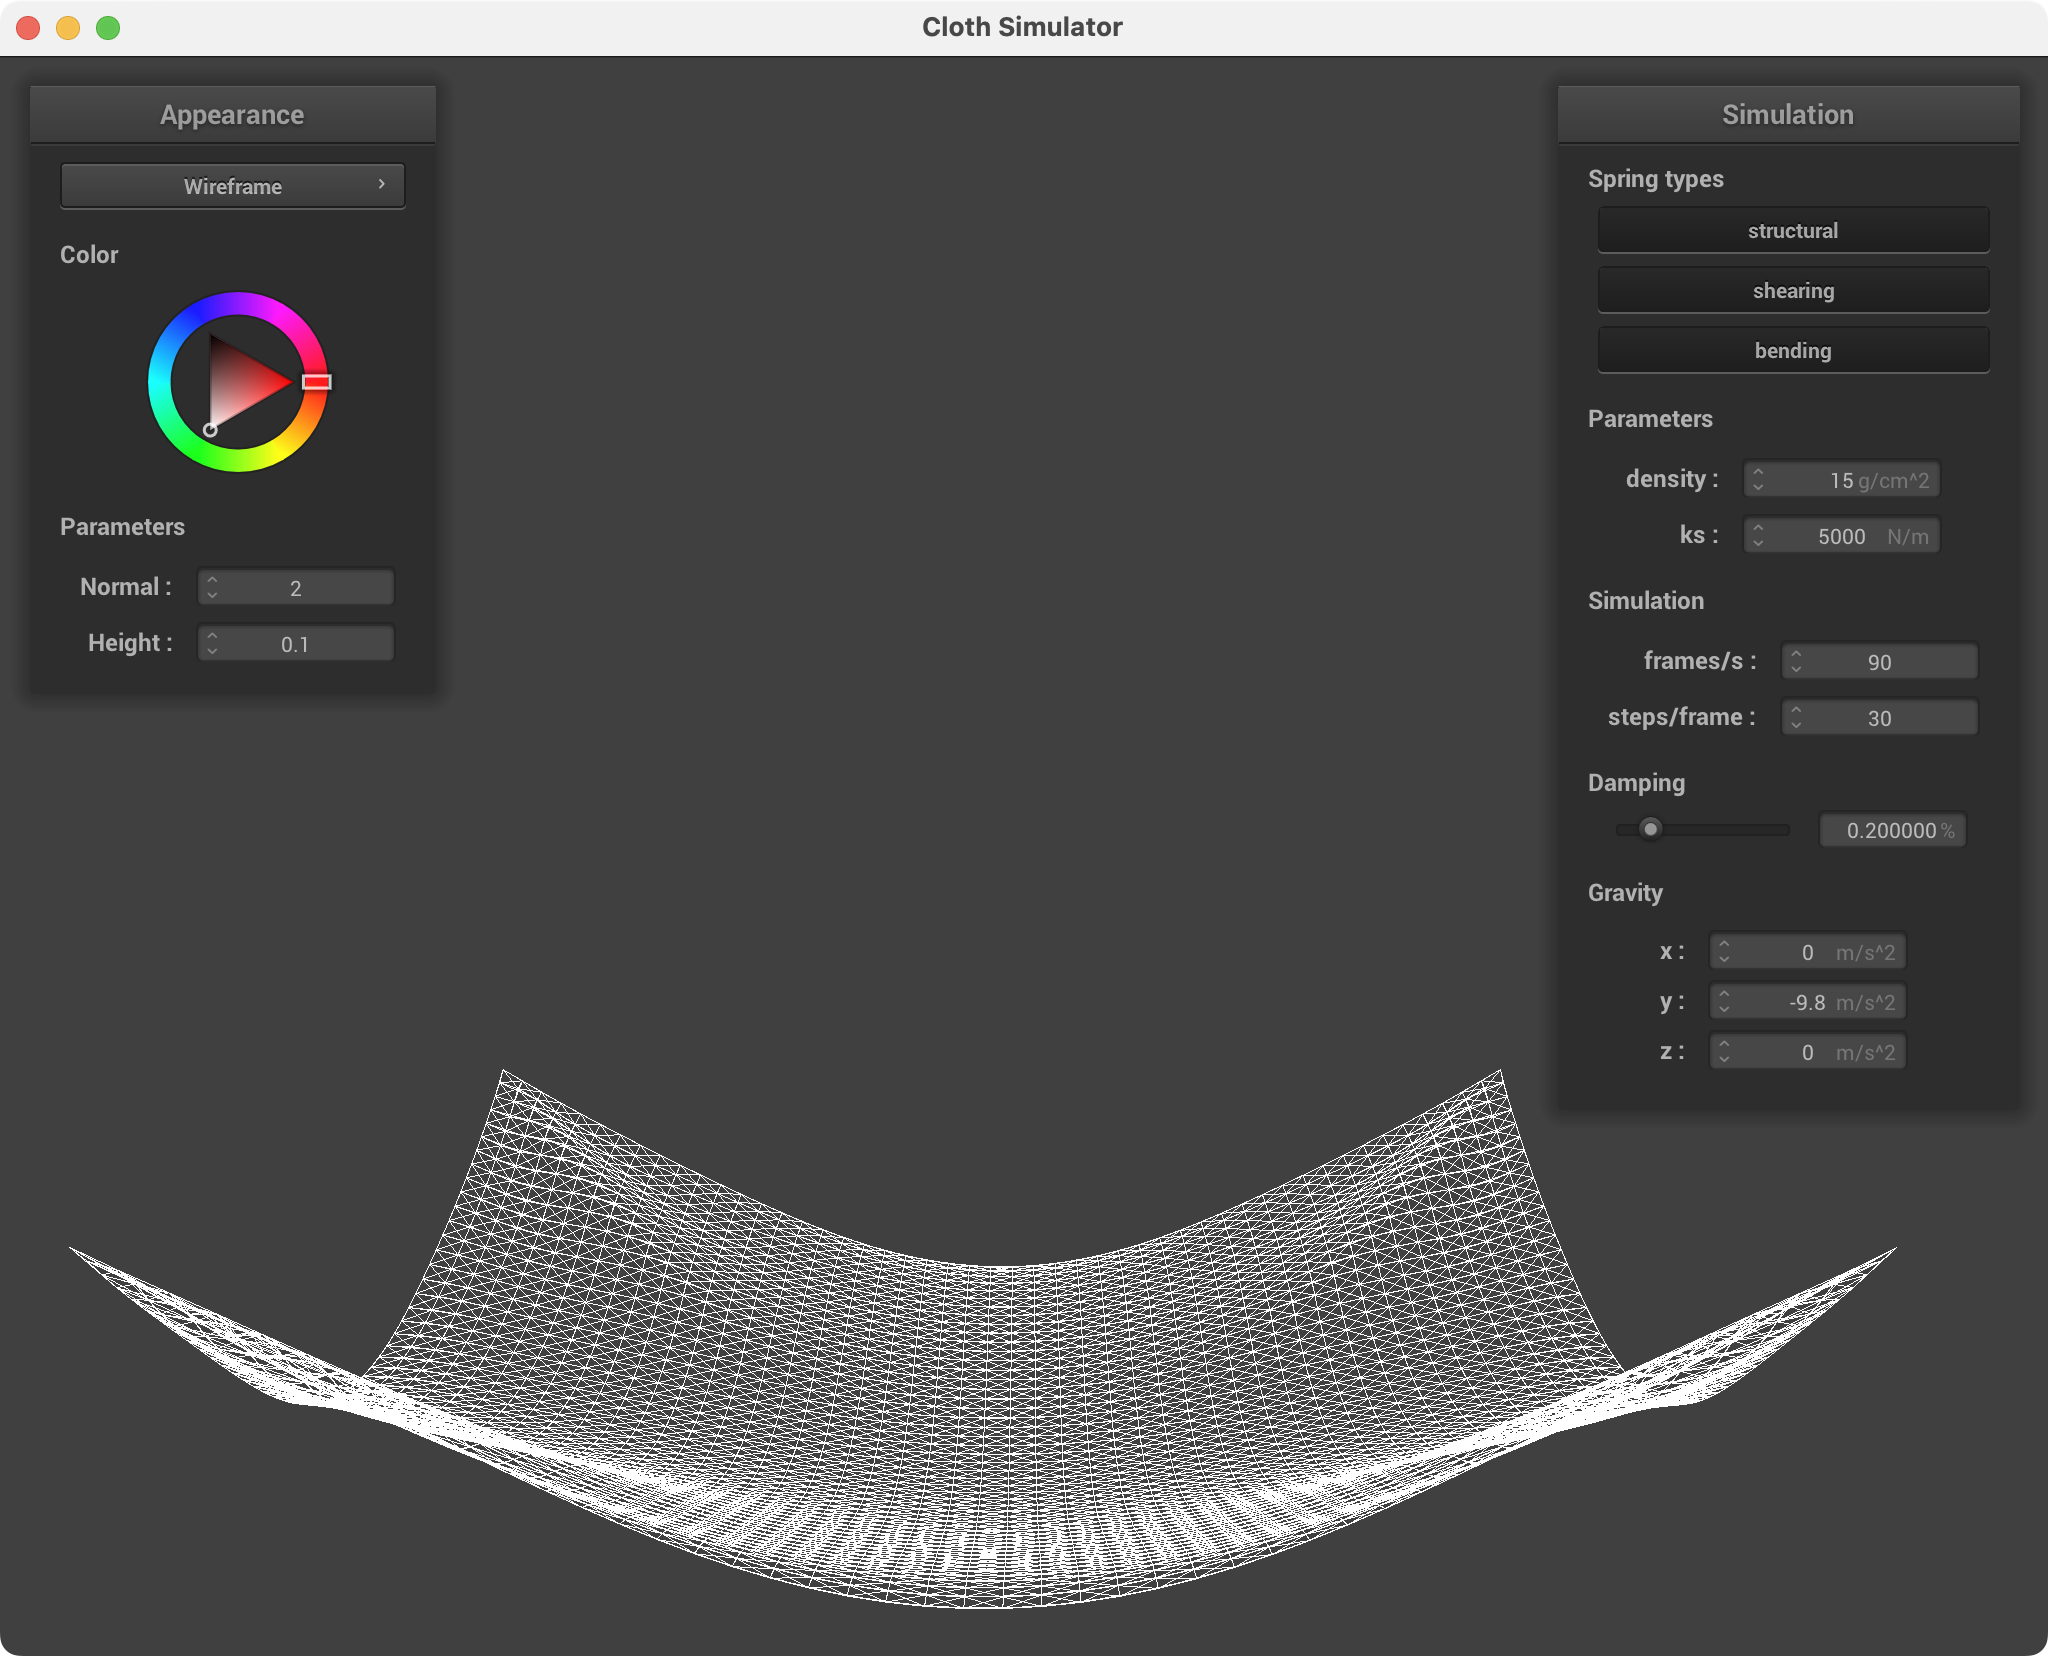 Cloth Simulator
Appearance
Wireframe
Color
Parameters
Normal : 2
Height : 0.1
Simulation
Spring types
structural
shearing
bending
Parameters
density : 15 g/cm^2
ks : 5000 N/m
Simulation
frames/s : 90
steps/frame : 30
Damping
0.200000 %
Gravity
x : 0 m/s^2
y : -9.8 m/s^2
z : 0 m/s^2